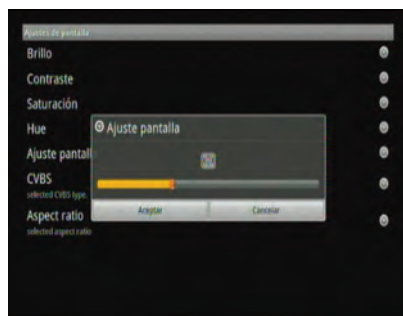 Ajustes de pantalla
Brillo
Contraste
Saturación
Hue
Ajuste pantalla
Ajuste pantall
CVBS
selected CVBS type.
Aceptar
Cancelar
Aspect ratio
selected aspect ratio